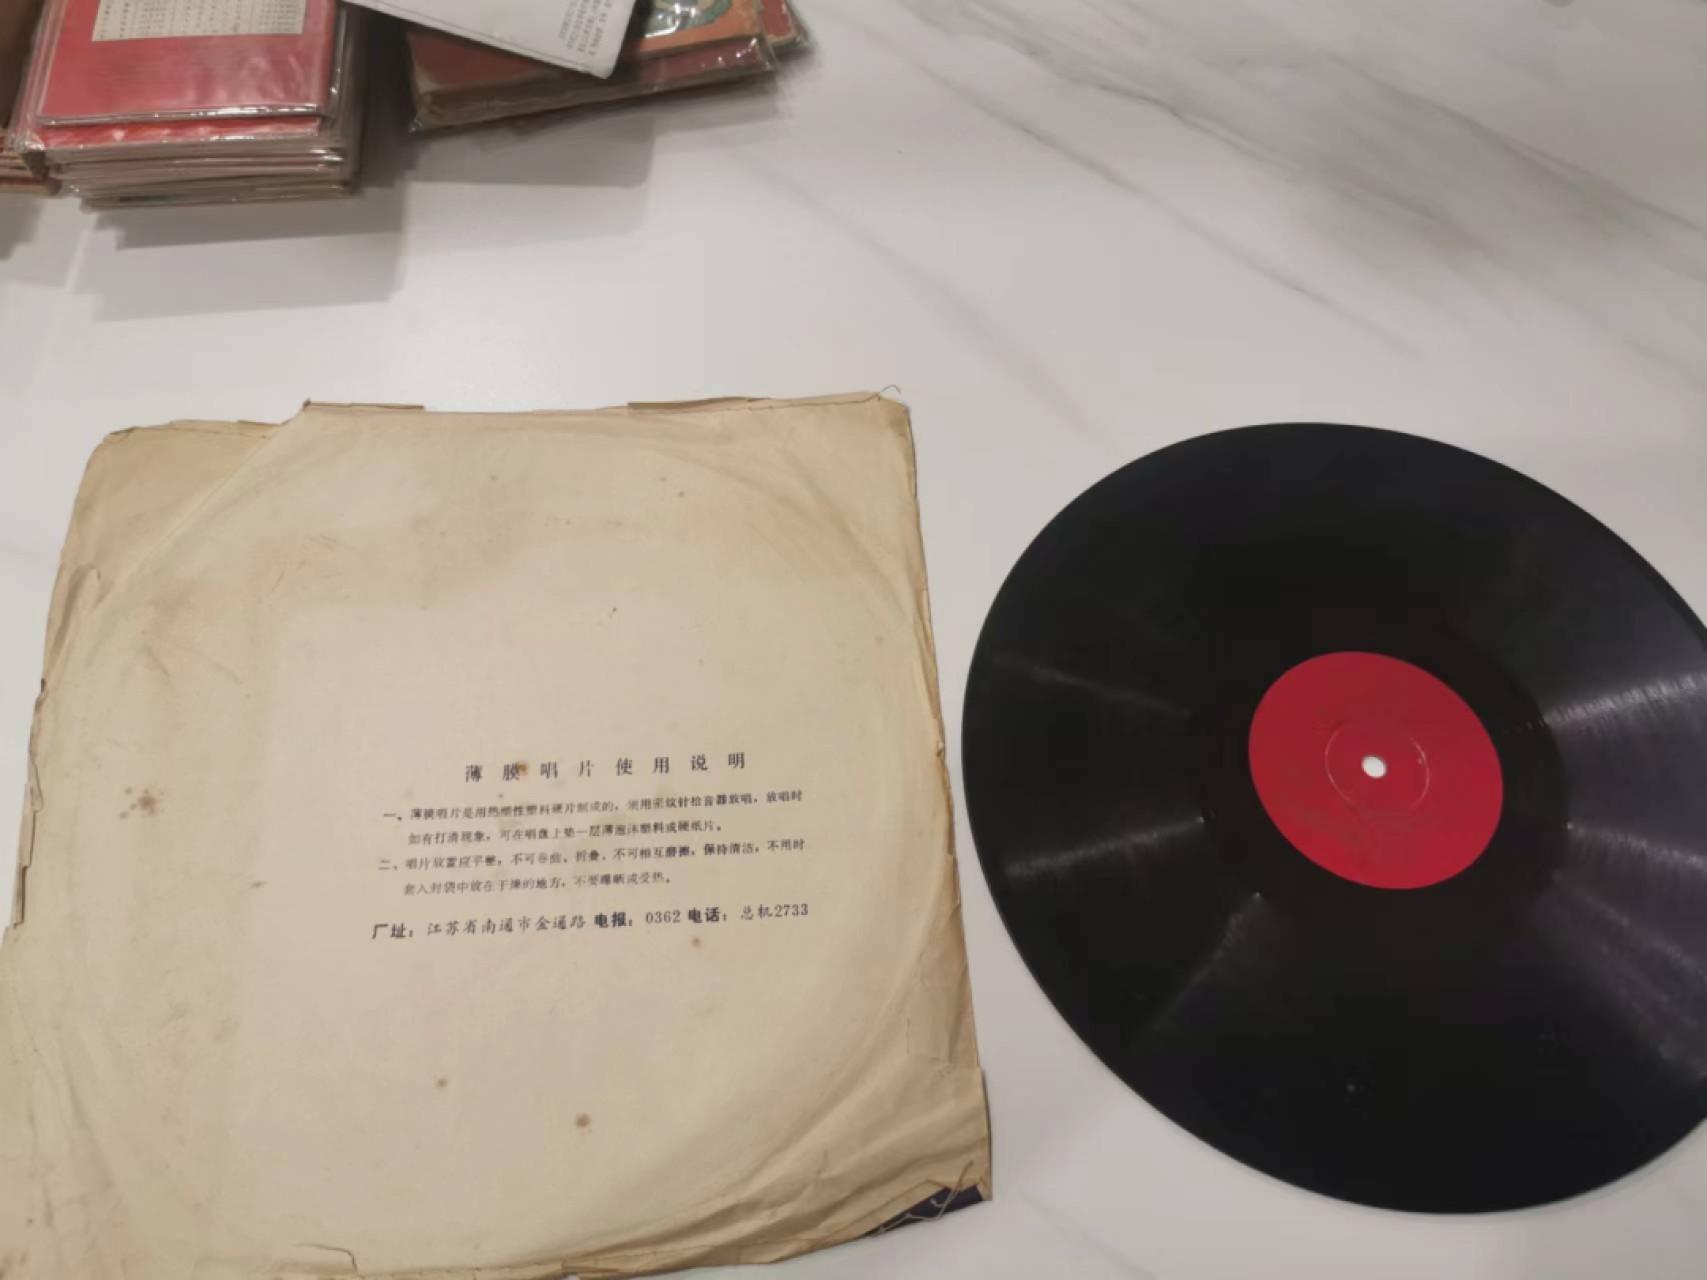 薄膜唱片使用说明
一、薄膜唱片是用热塑性塑料硬片制成的，须用密纹针拾音器放唱，放唱时
如有打滑现象，可在唱盘上垫一层薄泡沫塑料或硬纸片。
二、唱片放置应平整，不可卷曲、折叠，不可相互磨擦，保持清洁，不用时
套入封袋中放在干燥的地方，不要曝晒或受热。
厂址：江苏省南通市金通路 电报：0362 电话：总机2733